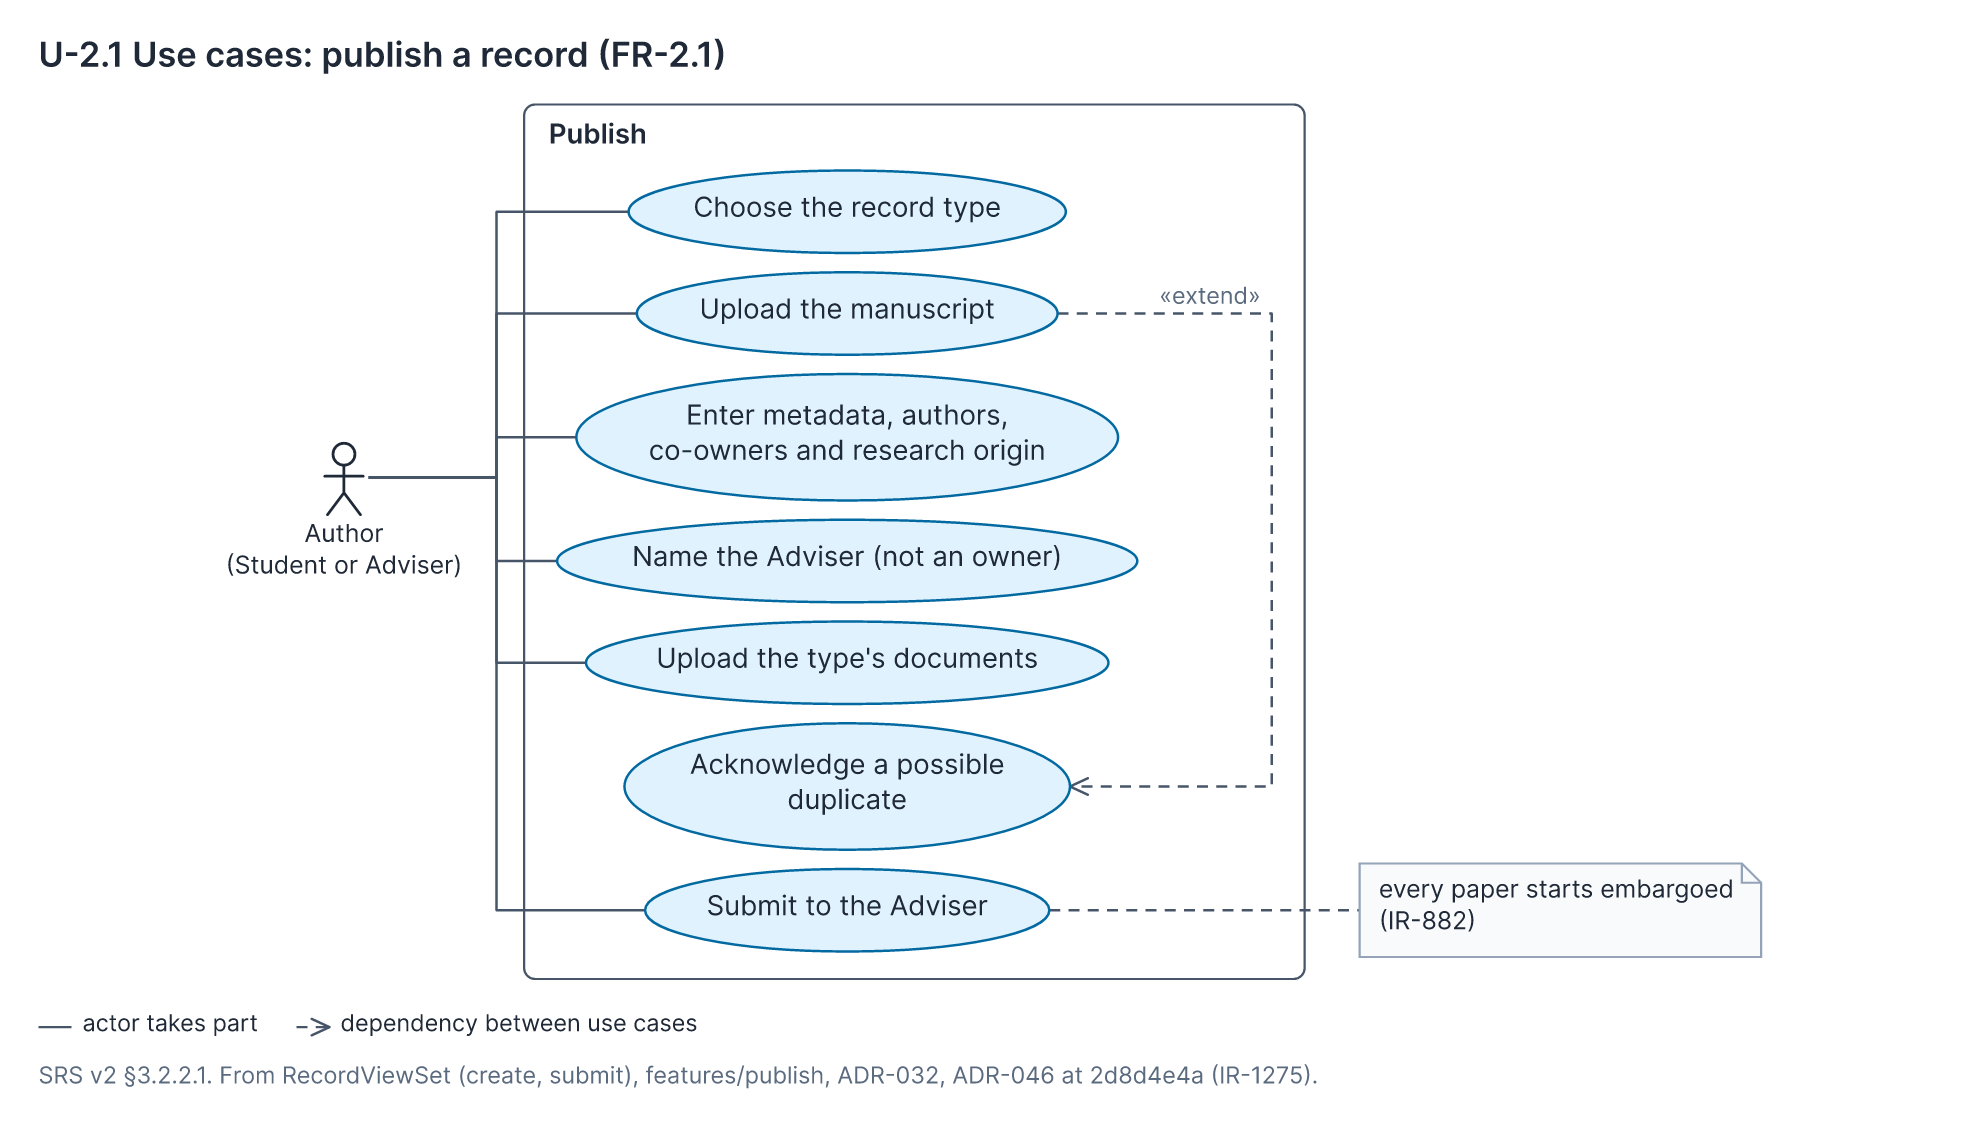 U-2.1 Use cases: publish a record (FR-2.1)
Publish
Choose the record type
Upload the manuscript
«extend»
Enter metadata, authors,
co-owners and research origin
Author
(Student or Adviser)
Name the Adviser (not an owner)
Upload the type's documents
Acknowledge a possible
duplicate
Submit to the Adviser
every paper starts embargoed
(IR-882)
actor takes part
dependency between use cases
SRS v2 §3.2.2.1. From RecordViewSet (create, submit), features/publish, ADR-032, ADR-046 at 2d8d4e4a (IR-1275).